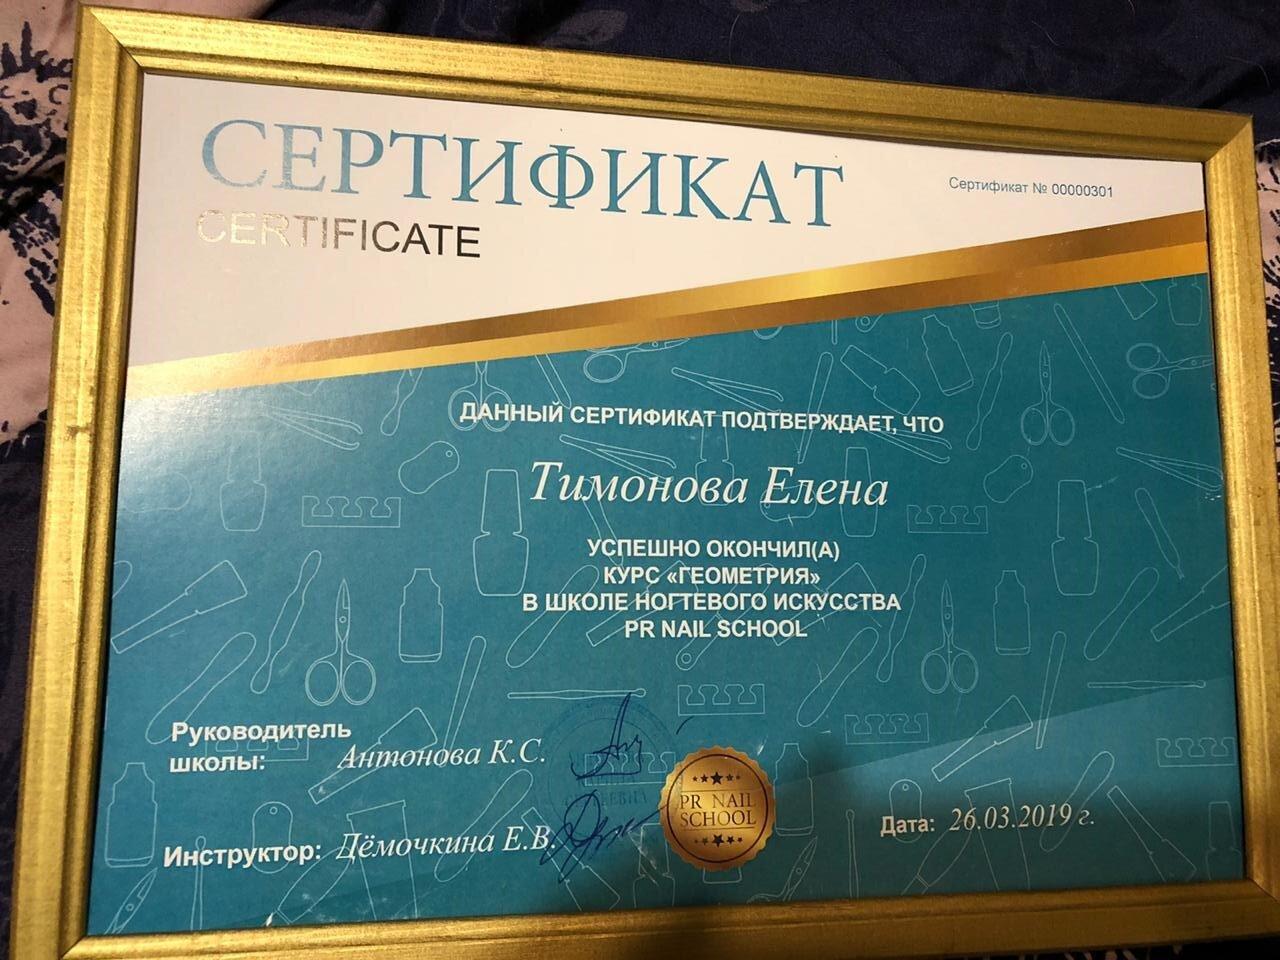 СЕРТИФИКАТ
CERTIFICATE
Сертификат № 00000301
ДАННЫЙ СЕРТИФИКАТ ПОДТВЕРЖДАЕТ, ЧТО
Тимонова Елена
УСПЕШНО ОКОНЧИЛ(А)
КУРС «ГЕОМЕТРИЯ»
В ШКОЛЕ НОГТЕВОГО ИСКУССТВА
PR NAIL SCHOOL
Руководитель
школы: Антонова К.С.
Инструктор: Дёмочкина Е.В.
PR NAIL
SCHOOL
Дата: 26.03.2019 г.